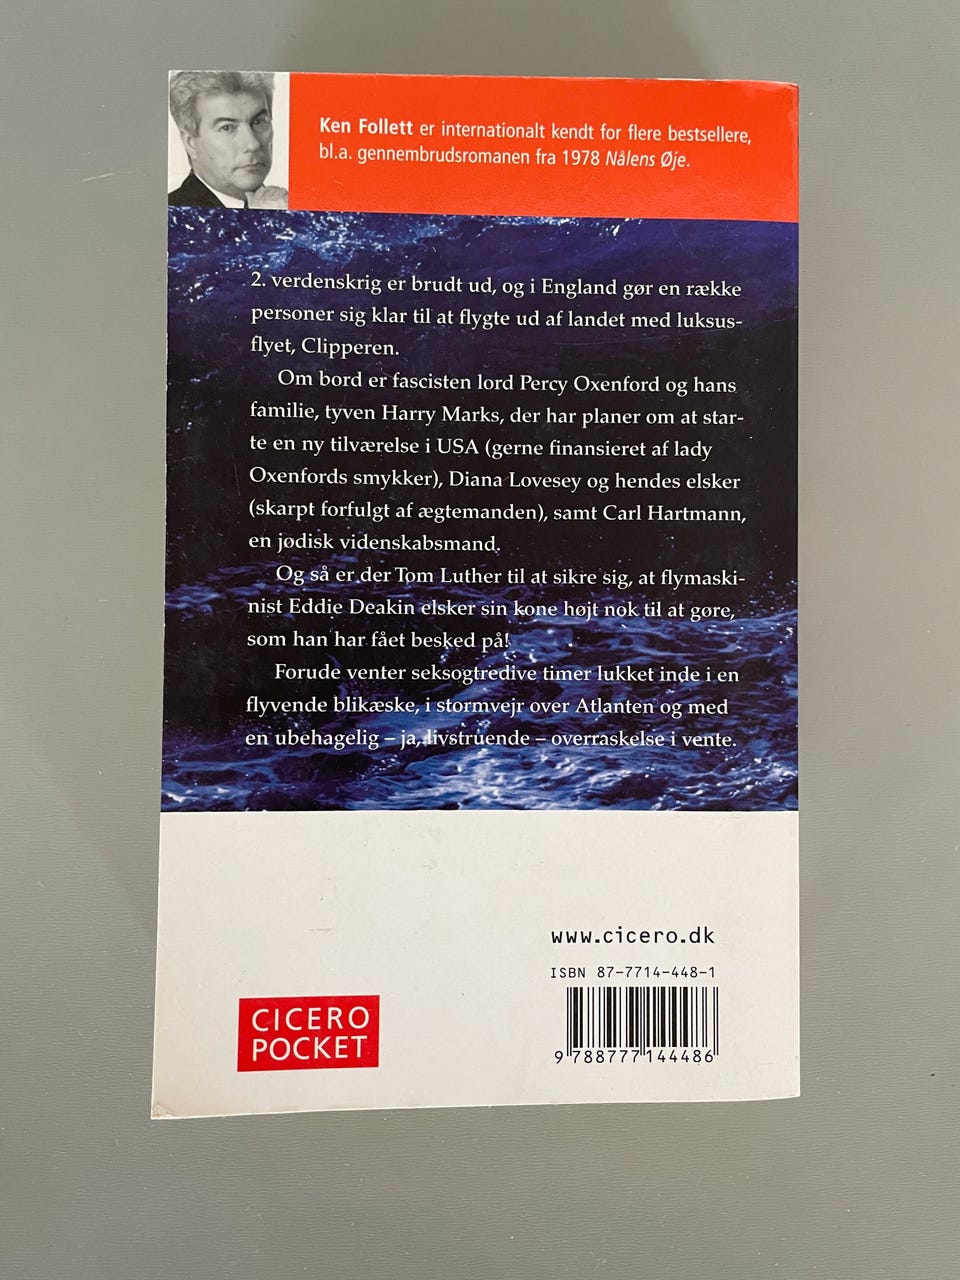 Ken Follett er internationalt kendt for flere bestsellere,
bl.a. gennembrudsromanen fra 1978 Nålens Øje.
2. verdenskrig er brudt ud, og i England gør en række
personer sig klar til at flygte ud af landet med luksus-
flyet, Clipperen.
Om bord er fascisten lord Percy Oxenford og hans
familie, tyven Harry Marks, der har planer om at star-
te en ny tilværelse i USA (gerne finansieret af lady
Oxenfords smykker), Diana Lovesey og hendes elsker
(skarpt forfulgt af ægtemanden), samt Carl Hartmann,
en jødisk videnskabsmand.
Og så er der Tom Luther til at sikre sig, at flymaski-
nist Eddie Deakin elsker sin kone højt nok til at gøre,
som han har fået besked på!
Forude venter seksogtredive timer lukket inde i en
flyvende blikæske, i stormvejr over Atlanten og med
en ubehagelig – ja, livstruende – overraskelse i vente.
www.cicero.dk
ISBN 87-7714-448-1
9 788777 144486
CICERO
POCKET